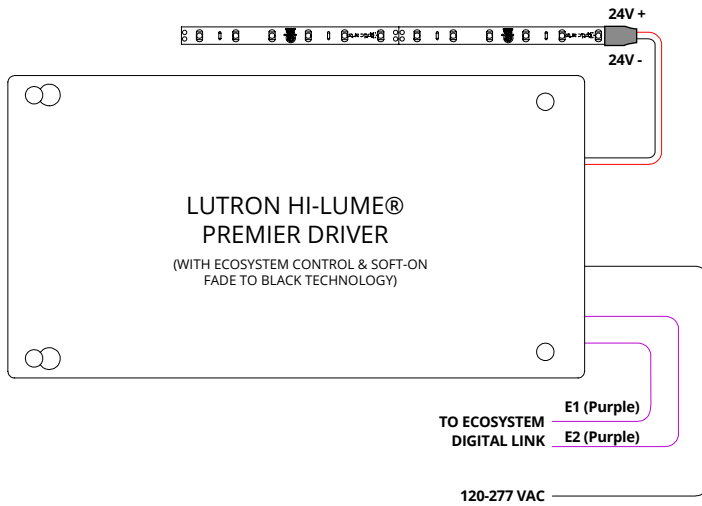 24V +
24V -
LUTRON HI-LUME®
PREMIER DRIVER
(WITH ECOSYSTEM CONTROL & SOFT-ON
FADE TO BLACK TECHNOLOGY)
E1 (Purple)
TO ECOSYSTEM
DIGITAL LINK
E2 (Purple)
120-277 VAC